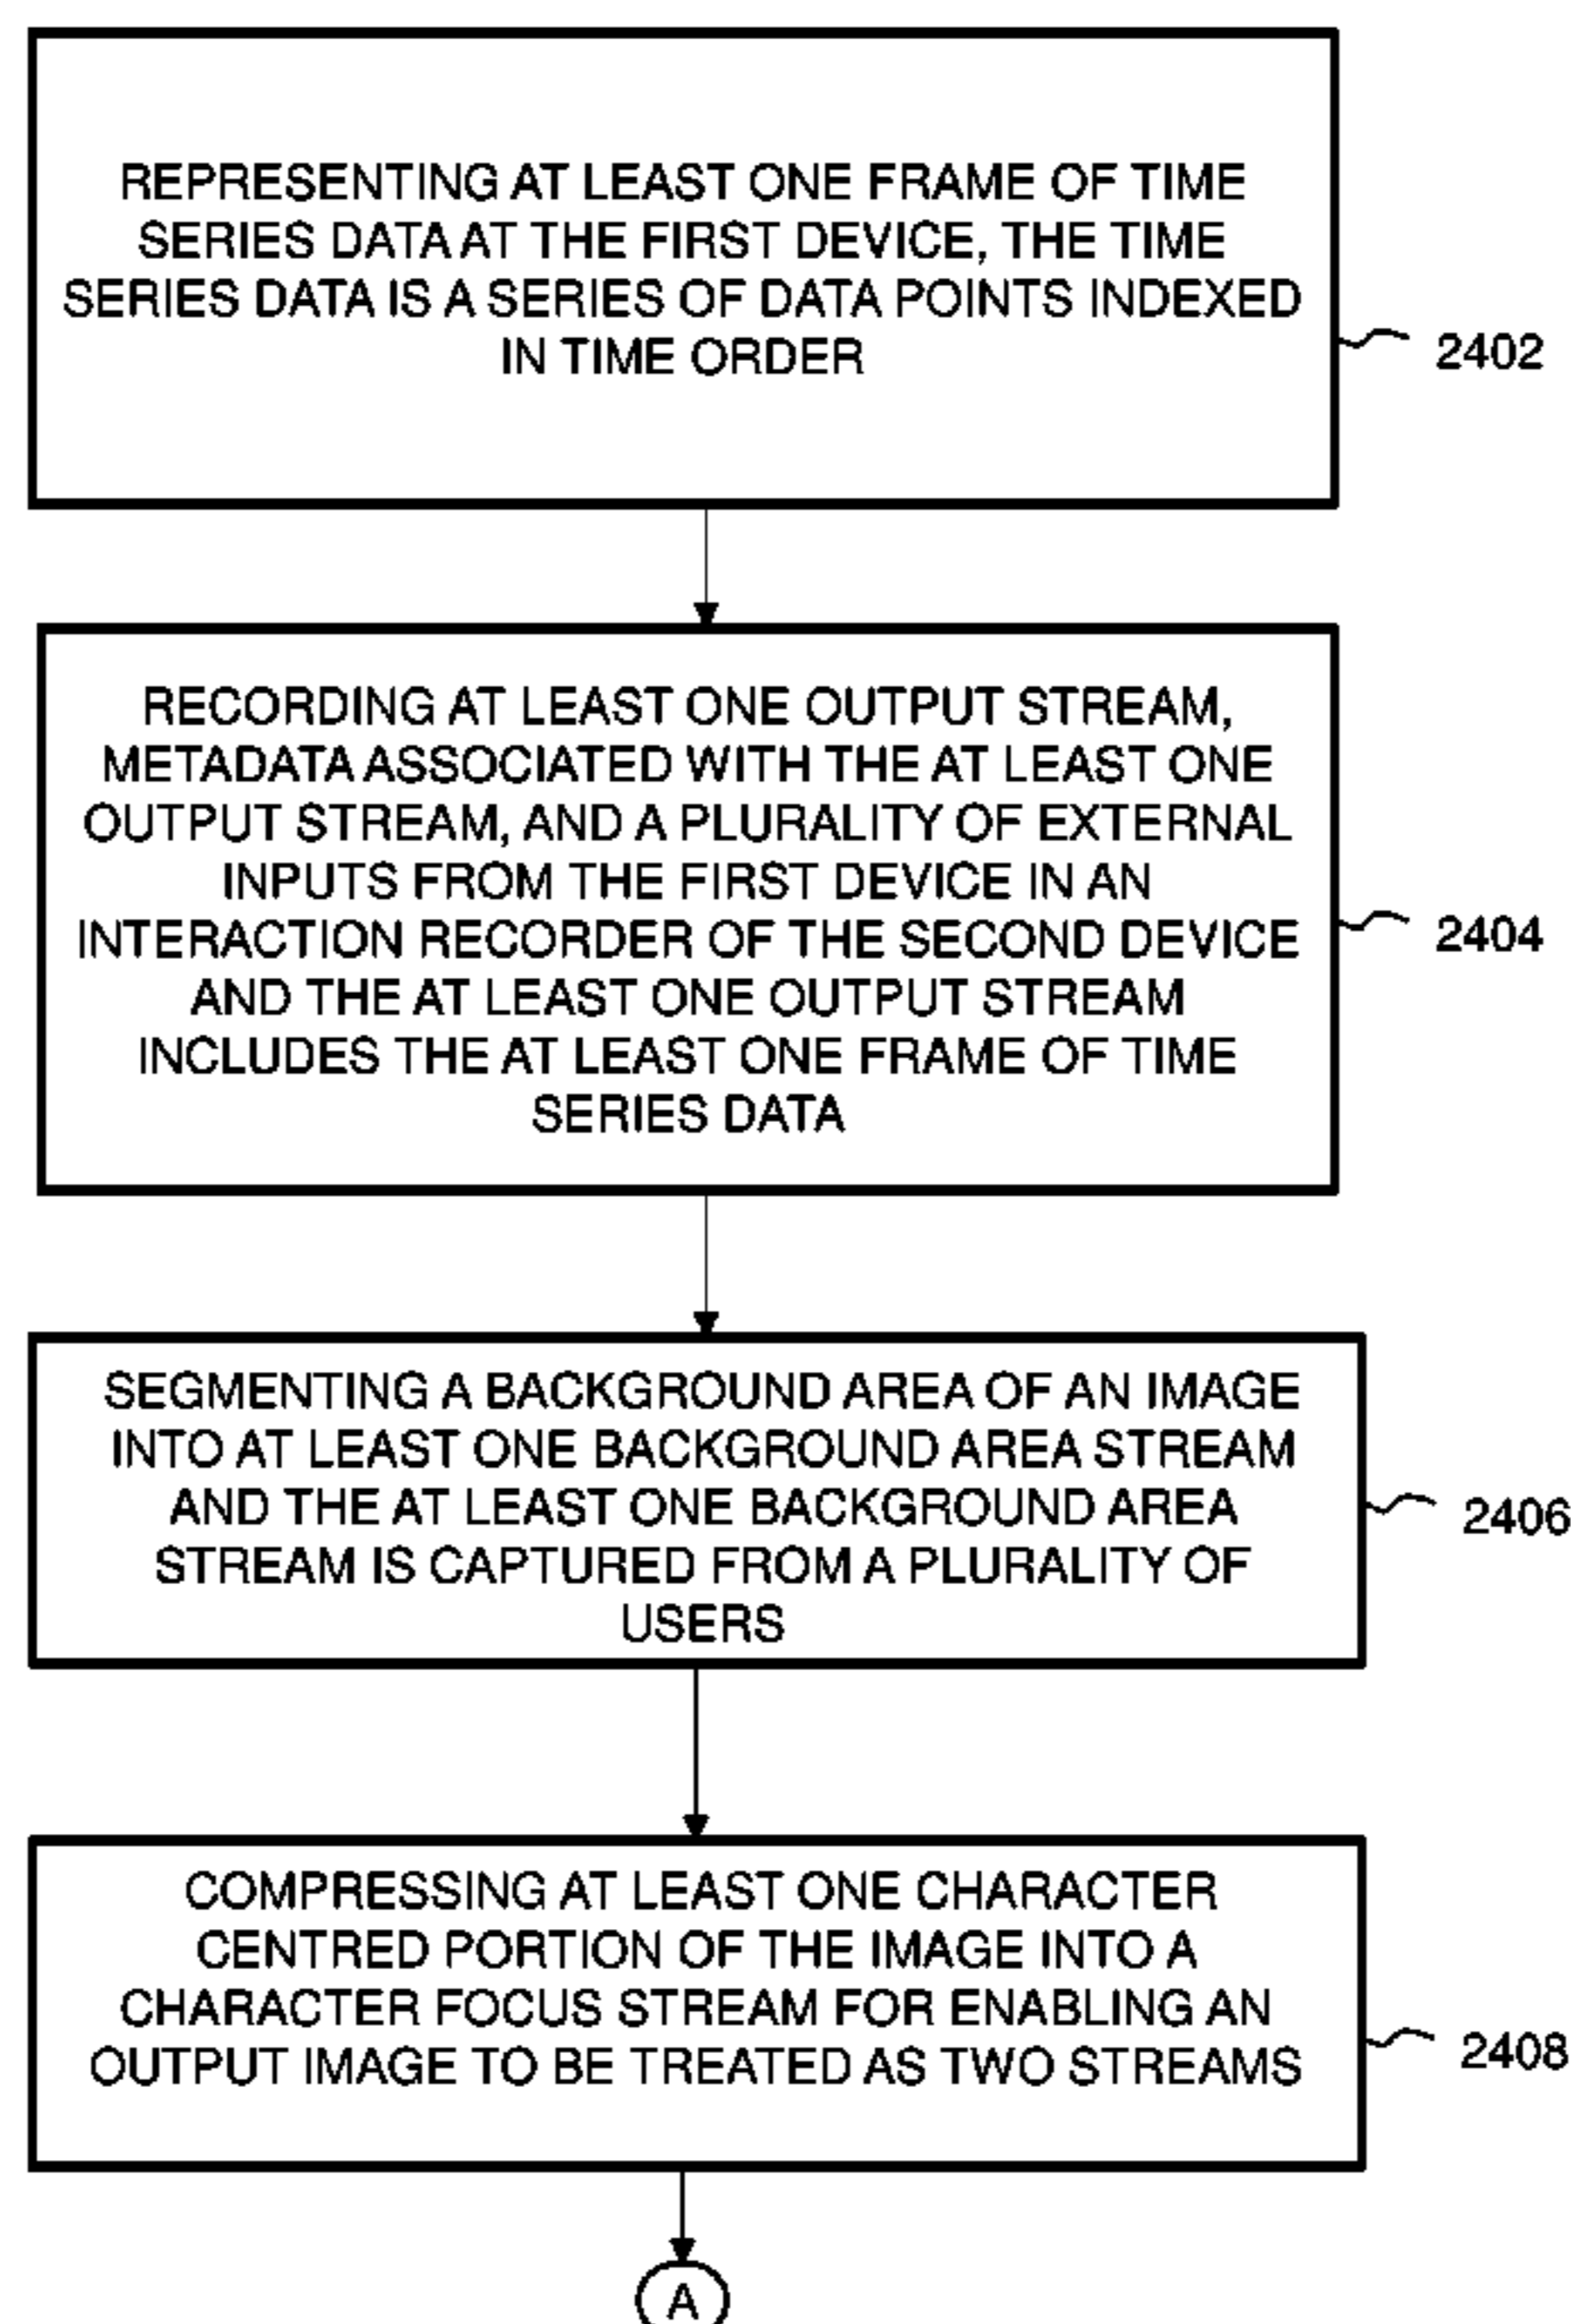 REPRESENTING AT LEAST ONE FRAME OF TIME
SERIES DATA AT THE FIRST DEVICE, THE TIME
SERIES DATA IS A SERIES OF DATA POINTS INDEXED
IN TIME ORDER
2402
RECORDING AT LEAST ONE OUTPUT STREAM,
METADATA ASSOCIATED WITH THE AT LEAST ONE
OUTPUT STREAM, AND A PLURALITY OF EXTERNAL
INPUTS FROM THE FIRST DEVICE IN AN
INTERACTION RECORDER OF THE SECOND DEVICE
AND THE AT LEAST ONE OUTPUT STREAM
INCLUDES THE AT LEAST ONE FRAME OF TIME
SERIES DATA
2404
SEGMENTING A BACKGROUND AREA OF AN IMAGE
INTO AT LEAST ONE BACKGROUND AREA STREAM
AND THE AT LEAST ONE BACKGROUND AREA
STREAM IS CAPTURED FROM A PLURALITY OF
USERS
2406
COMPRESSING AT LEAST ONE CHARACTER
CENTRED PORTION OF THE IMAGE INTO A
CHARACTER FOCUS STREAM FOR ENABLING AN
OUTPUT IMAGE TO BE TREATED AS TWO STREAMS
2408
A